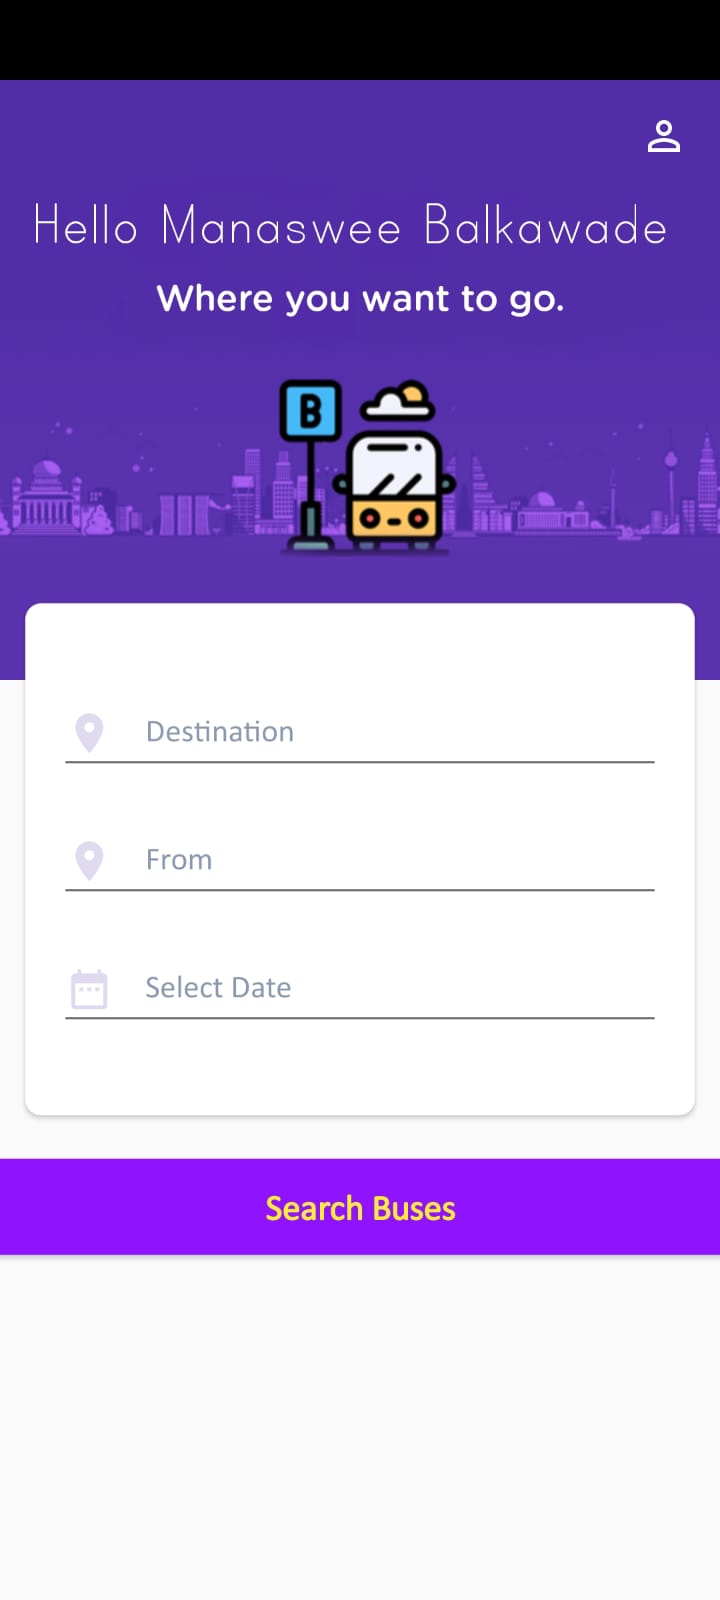 Hello Manaswee Balkawade
Where you want to go.
B
Destination
From
Select Date
Search Buses